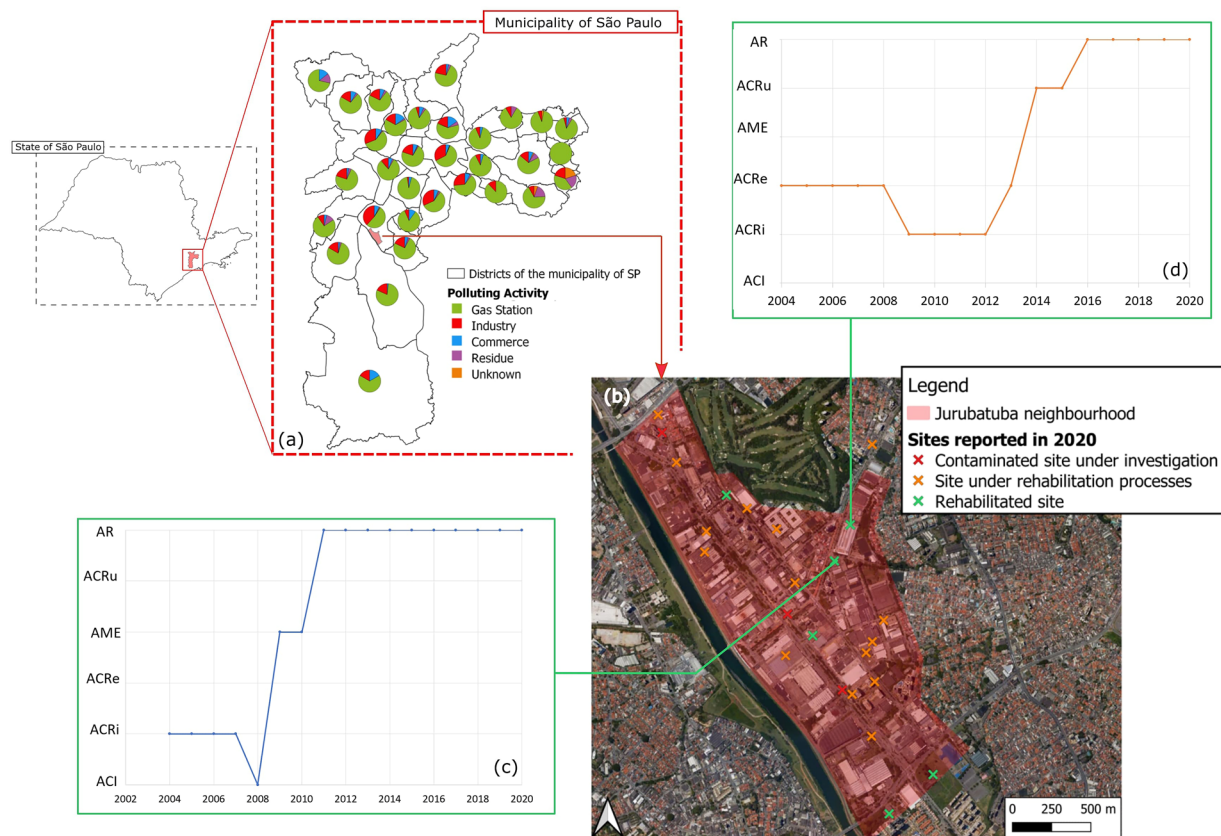 Municipality of São Paulo
State of São Paulo
Districts of the municipality of SP
Polluting Activity
Gas Station
Industry
Commerce
Residue
Unknown
(a)
AR
ACRu
AME
ACRe
ACRi
ACI
2004 2006 2008 2010 2012 2014 2016 2018 2020
(d)
(b)
Legend
Jurubatuba neighbourhood
Sites reported in 2020
Contaminated site under investigation
Site under rehabilitation processes
Rehabilitated site
0 250 500 m
AR
ACRu
AME
ACRe
ACRi
ACI
2002 2004 2006 2008 2010 2012 2014 2016 2018 2020
(c)